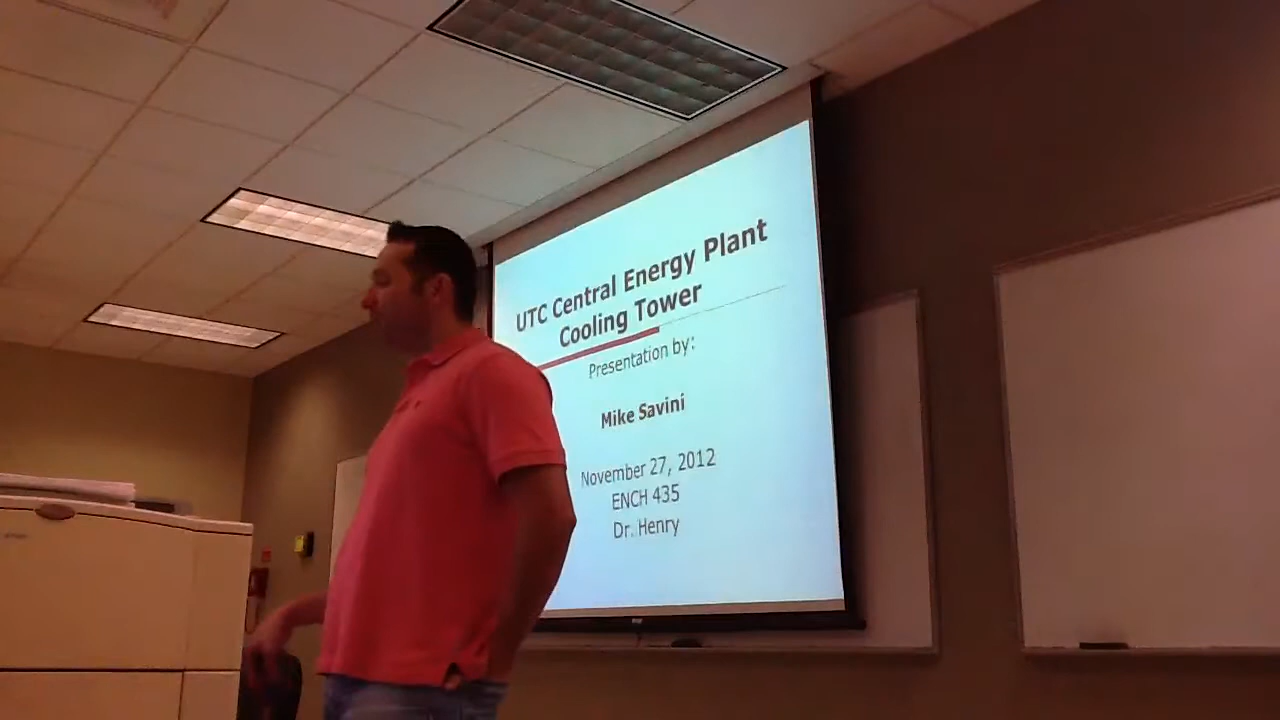 UTC Central Energy Plant
Cooling Tower
Presentation by:
Mike Savini
November 27, 2012
ENCH 435
Dr. Henry